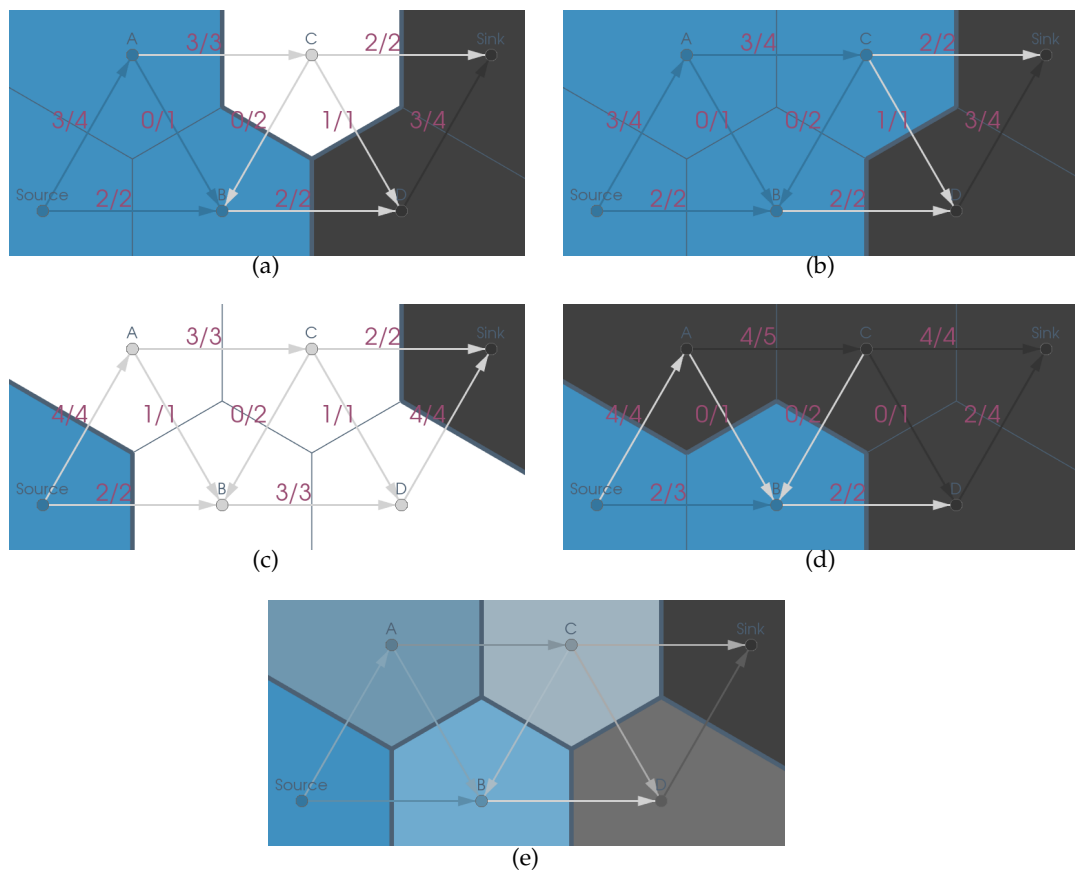 A 3/3 C 2/2 Sink
3/4 0/1 0/2 1/1 3/4
Source 2/2 B 2/2 D
(a)
A 3/4 C 2/2 Sink
3/4 0/1 0/2 1/1 3/4
Source 2/2 B 2/2 D
(b)
A 3/3 C 2/2 Sink
4/4 1/1 0/2 1/1 4/4
Source 2/2 B 3/3 D
(c)
A 4/5 C 4/4 Sink
4/4 0/1 0/2 0/1 2/4
Source 2/3 B 2/2 D
(d)
A C Sink
Source B D
(e)